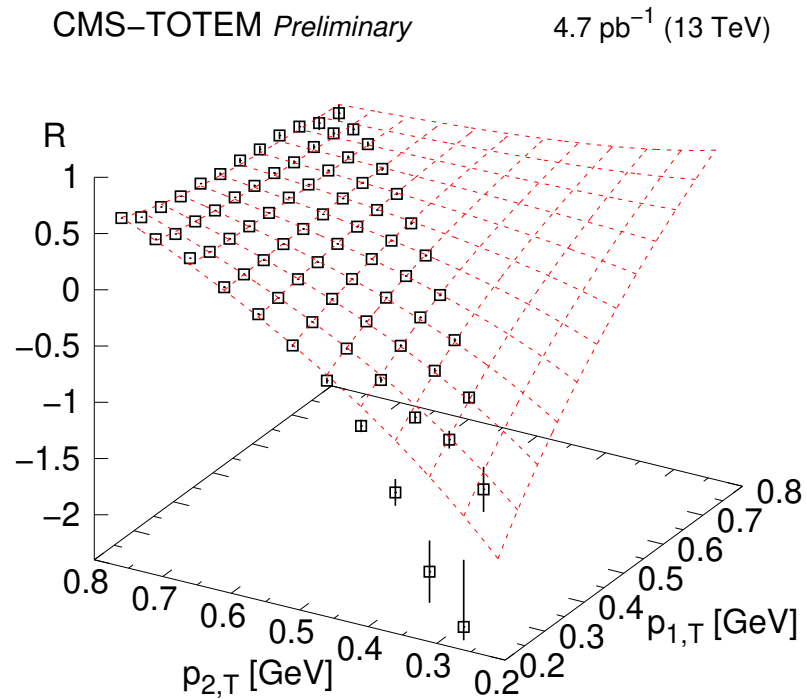 CMS−TOTEM Preliminary 4.7 pb⁻¹ (13 TeV)
R
1
0.5
0
−0.5
−1
−1.5
−2
0.8 0.7 0.6 0.5 0.4 0.3 0.2
p₂,T [GeV]
0.2 0.3 0.4 0.5 0.6 0.7 0.8
p₁,T [GeV]